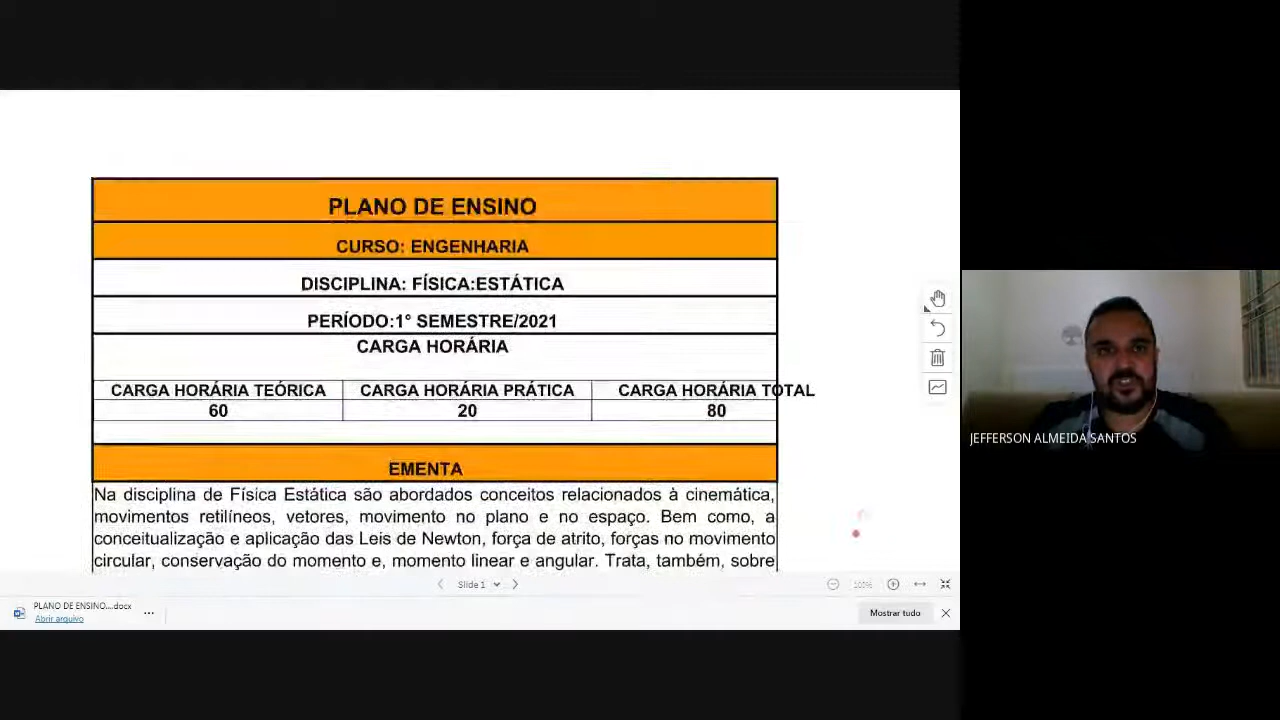 PLANO DE ENSINO
CURSO: ENGENHARIA
DISCIPLINA: FÍSICA:ESTÁTICA
PERÍODO:1° SEMESTRE/2021
CARGA HORÁRIA
CARGA HORÁRIA TEÓRICA CARGA HORÁRIA PRÁTICA CARGA HORÁRIA TOTAL
60 20 80
EMENTA
Na disciplina de Física Estática são abordados conceitos relacionados à cinemática,
movimentos retilíneos, vetores, movimento no plano e no espaço. Bem como, a
conceitualização e aplicação das Leis de Newton, força de atrito, forças no movimento
circular, conservação do momento e, momento linear e angular. Trata, também, sobre
Slide 1
100%
PLANO DE ENSINO....docx
Abrir arquivo
Mostrar tudo
JEFFERSON ALMEIDA SANTOS